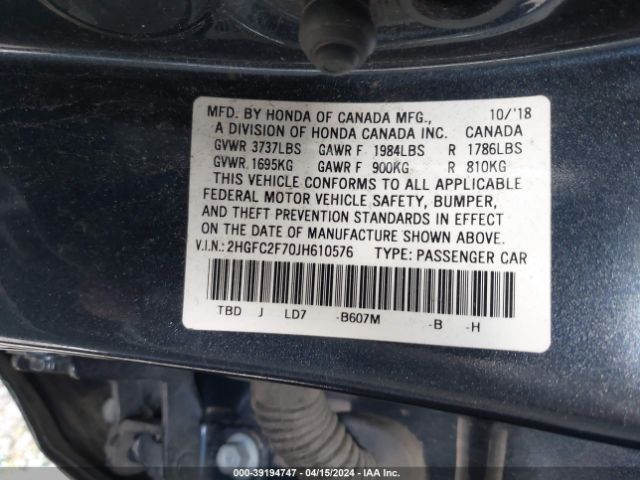 MFD. BY HONDA OF CANADA MFG., 10/'18
A DIVISION OF HONDA CANADA INC. CANADA
GVWR 3737LBS GAWR F 1984LBS R 1786LBS
GVWR 1695KG GAWR F 900KG R 810KG
THIS VEHICLE CONFORMS TO ALL APPLICABLE
FEDERAL MOTOR VEHICLE SAFETY, BUMPER,
AND THEFT PREVENTION STANDARDS IN EFFECT
ON THE DATE OF MANUFACTURE SHOWN ABOVE.
V.I.N.: 2HGFC2F70JH610576 TYPE: PASSENGER CAR
TBD J LD7 -B607M -B -H
000-39194747 - 04/15/2024 - IAA Inc.